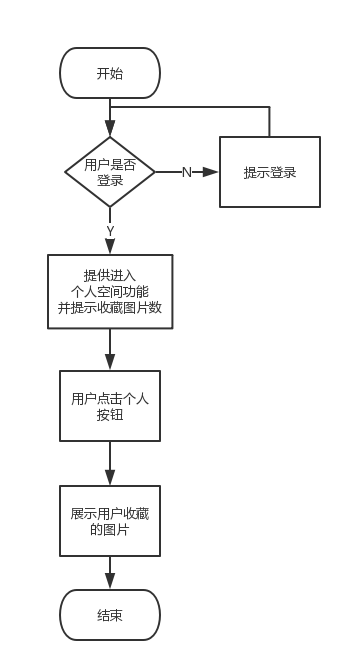 开始
用户是否
登录
N
提示登录
Y
提供进入
个人空间功能
并提示收藏图片数
用户点击个人
按钮
展示用户收藏
的图片
结束